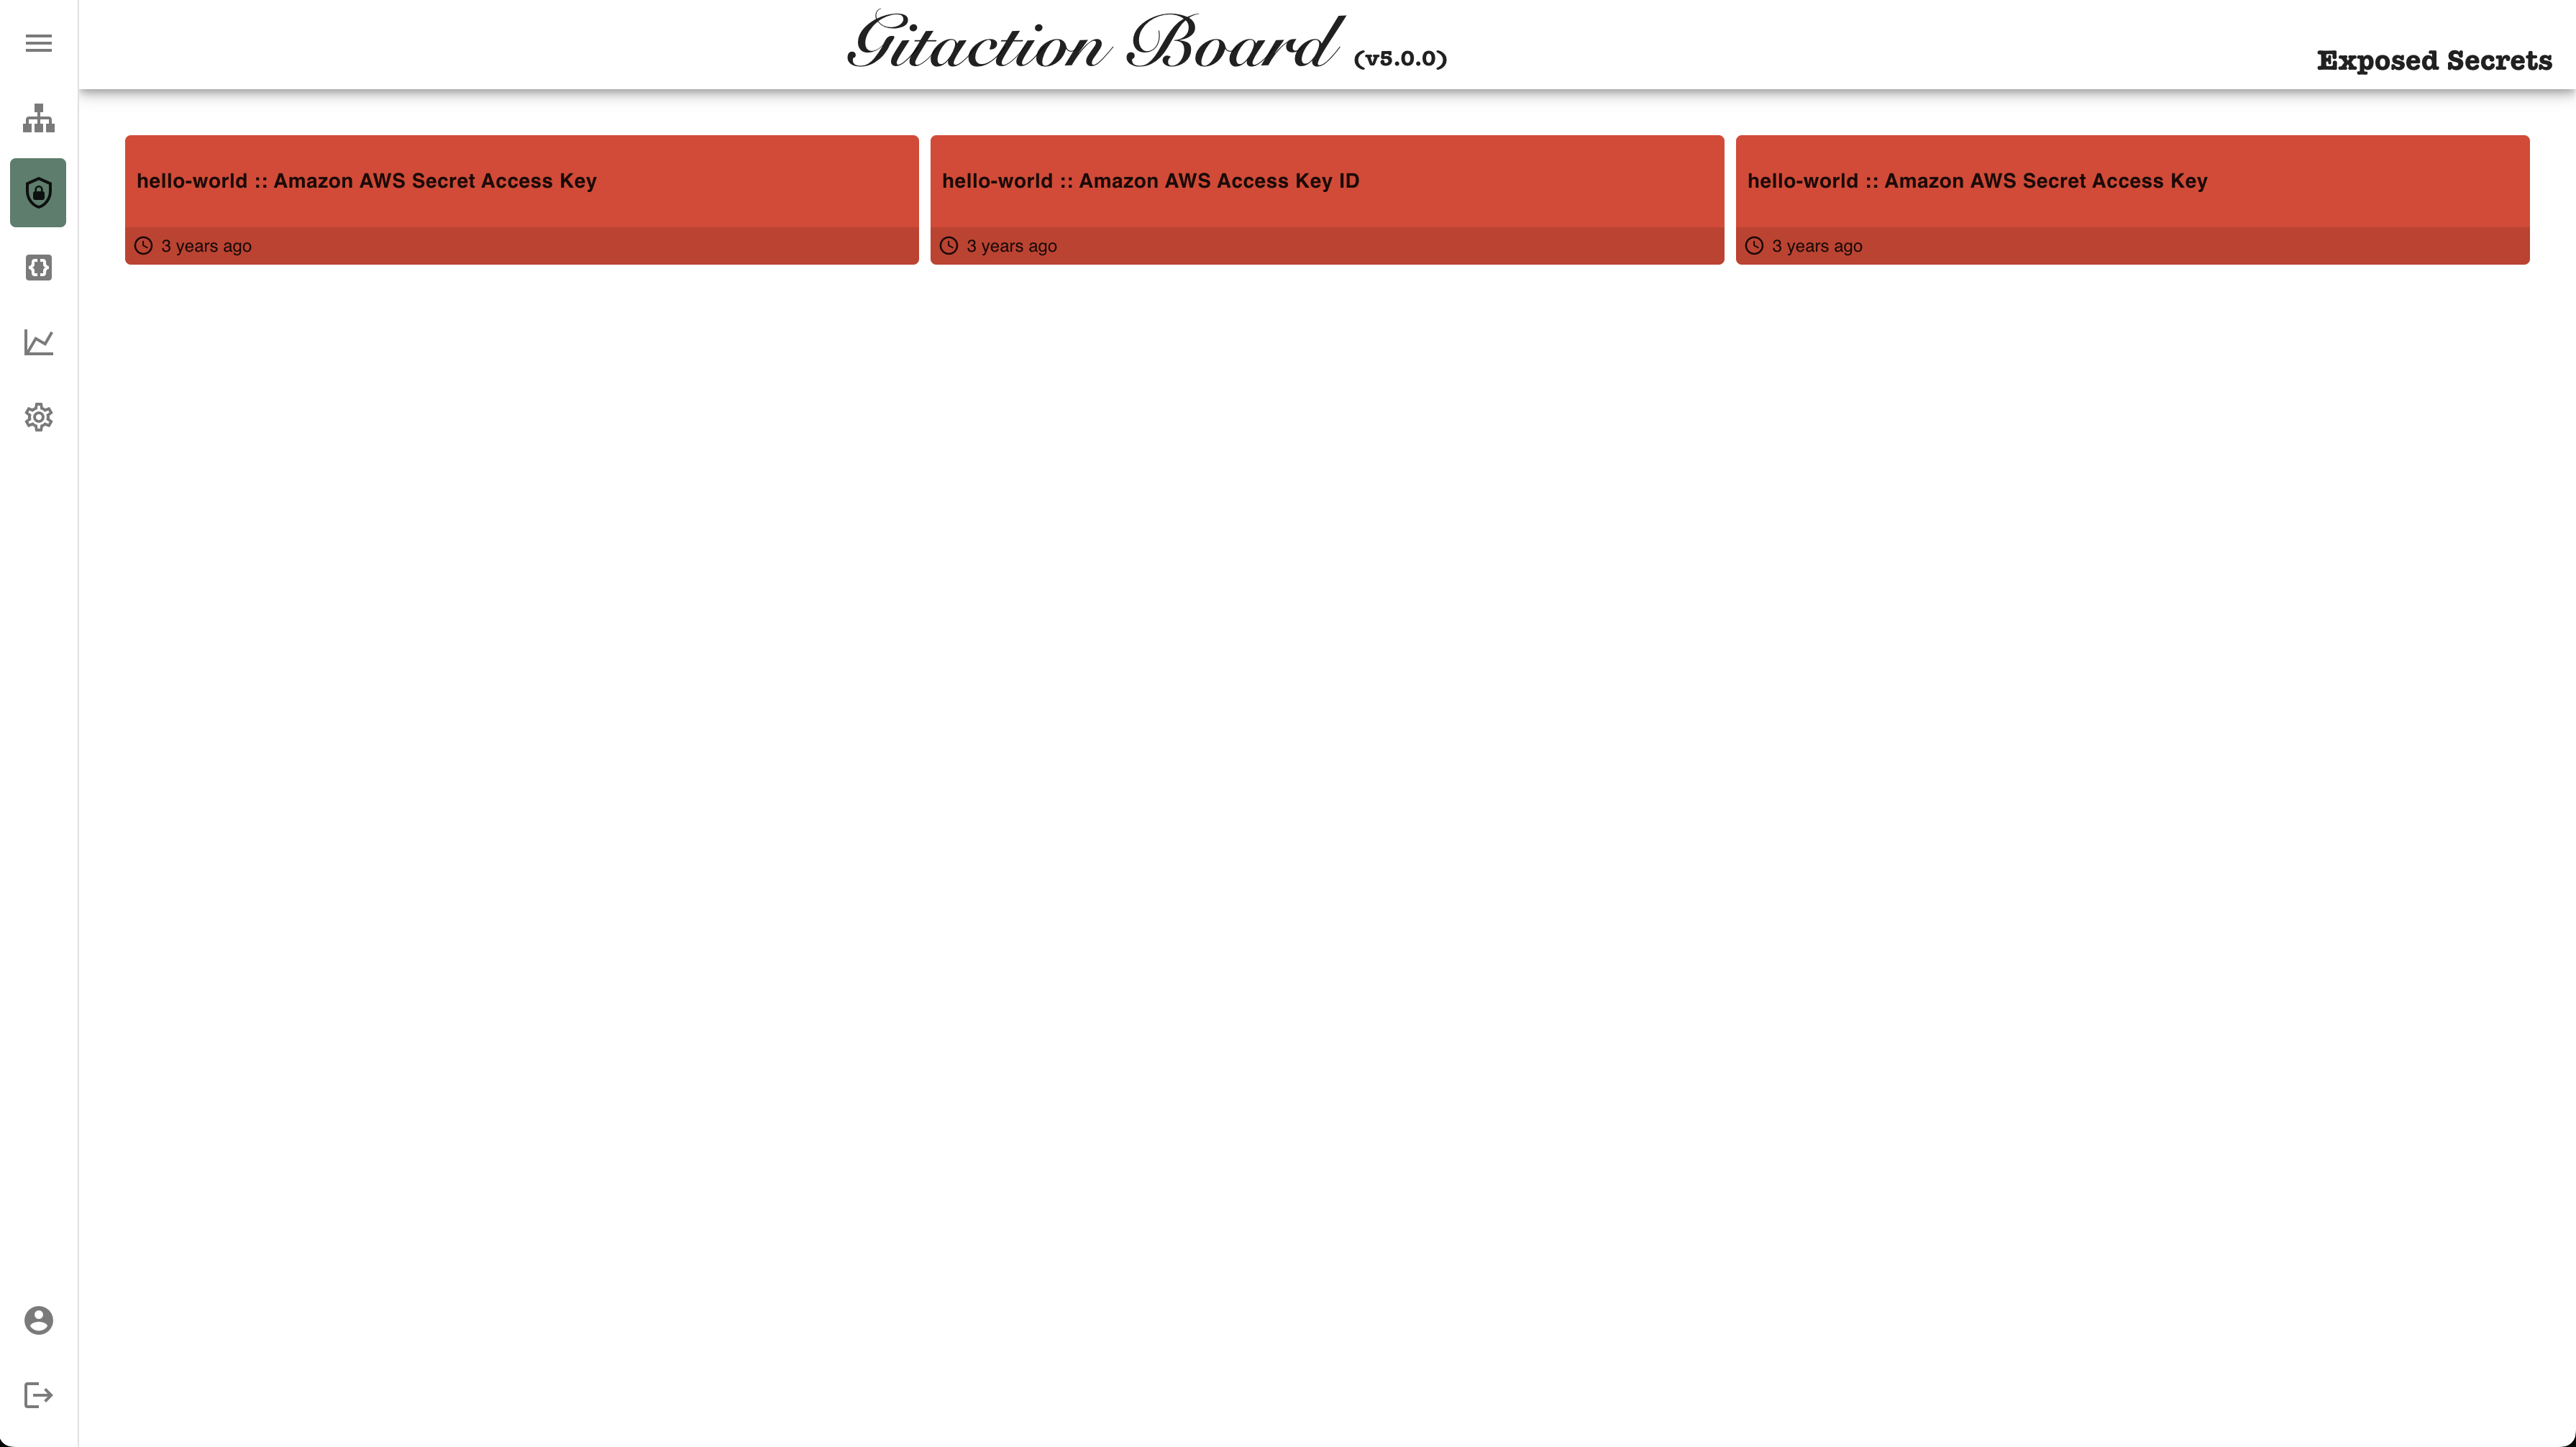 Gitaction Board (v5.0.0)
Exposed Secrets
hello-world :: Amazon AWS Secret Access Key
3 years ago
hello-world :: Amazon AWS Access Key ID
3 years ago
hello-world :: Amazon AWS Secret Access Key
3 years ago